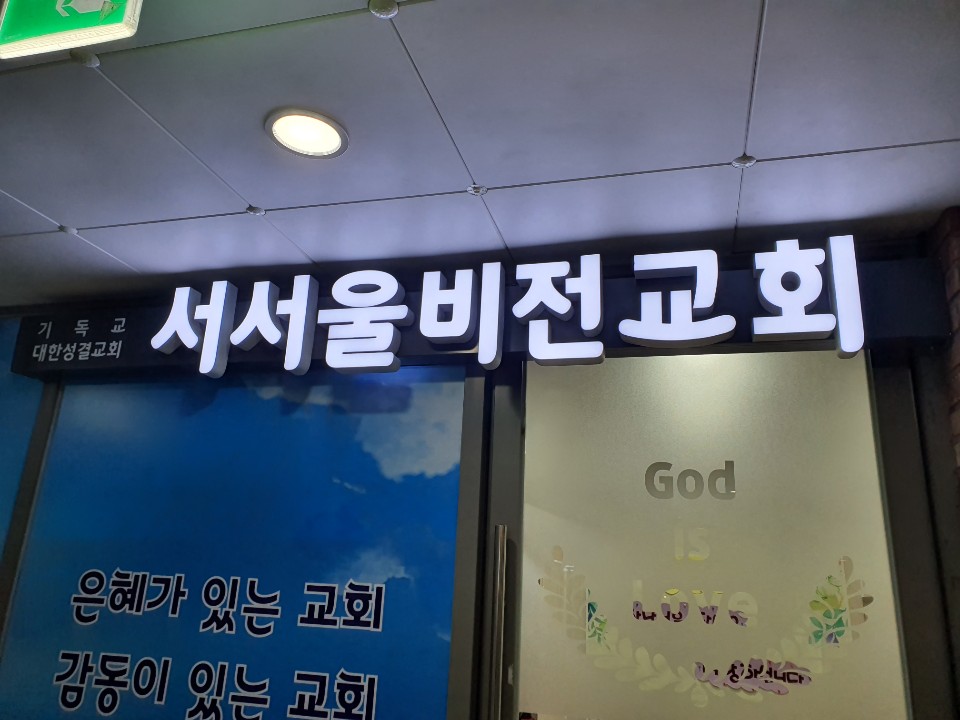 기독교
대한성결교회
서서울비전교회
은혜가 있는 교회
감동이 있는 교회
God
is
Love